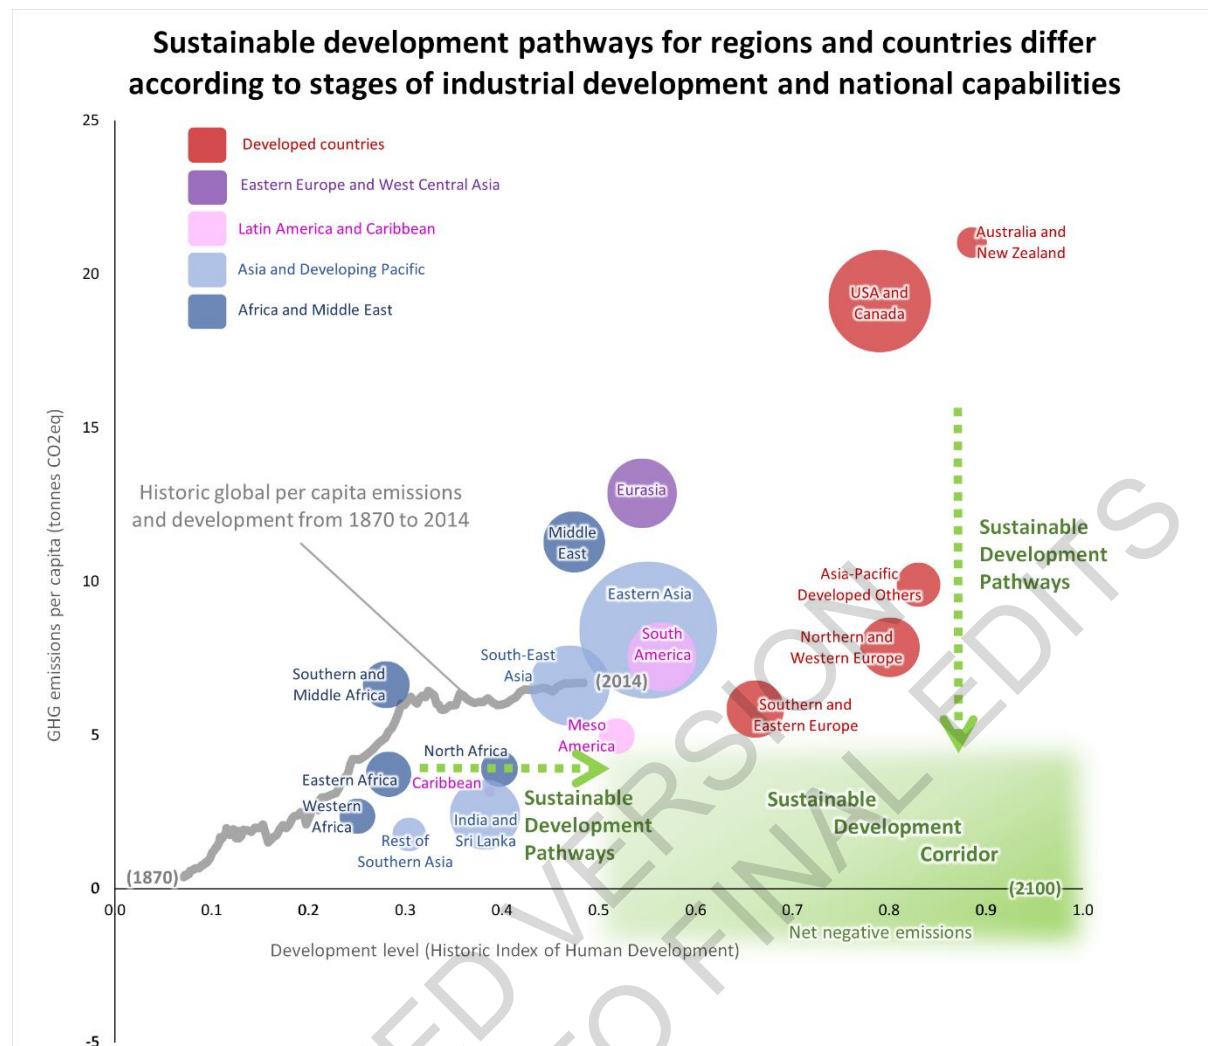 Sustainable development pathways for regions and countries differ
according to stages of industrial development and national capabilities
25
Developed countries
Eastern Europe and West Central Asia
Latin America and Caribbean
Asia and Developing Pacific
Africa and Middle East
Australia and
New Zealand
20
USA and
Canada
15
GHG emissions per capita (tonnes CO2eq)
Historic global per capita emissions
and development from 1870 to 2014
Eurasia
Middle
East
Sustainable
Development
Pathways
10
Asia-Pacific
Developed Others
Eastern Asia
South
America
Northern and
Western Europe
South-East
Asia
Southern and
Middle Africa
(2014)
Southern and
Eastern Europe
Meso
America
5
North Africa
Eastern Africa
Caribbean
Western
Africa
India and
Sri Lanka
Rest of
Southern Asia
Sustainable
Development
Pathways
Sustainable
Development
Corridor
(1870)
0
(2100)
0.0 0.1 0.2 0.3 0.4 0.5 0.6 0.7 0.8 0.9 1.0
Net negative emissions
Development level (Historic Index of Human Development)
-5
ED VERSION
TO FINAL EDITS